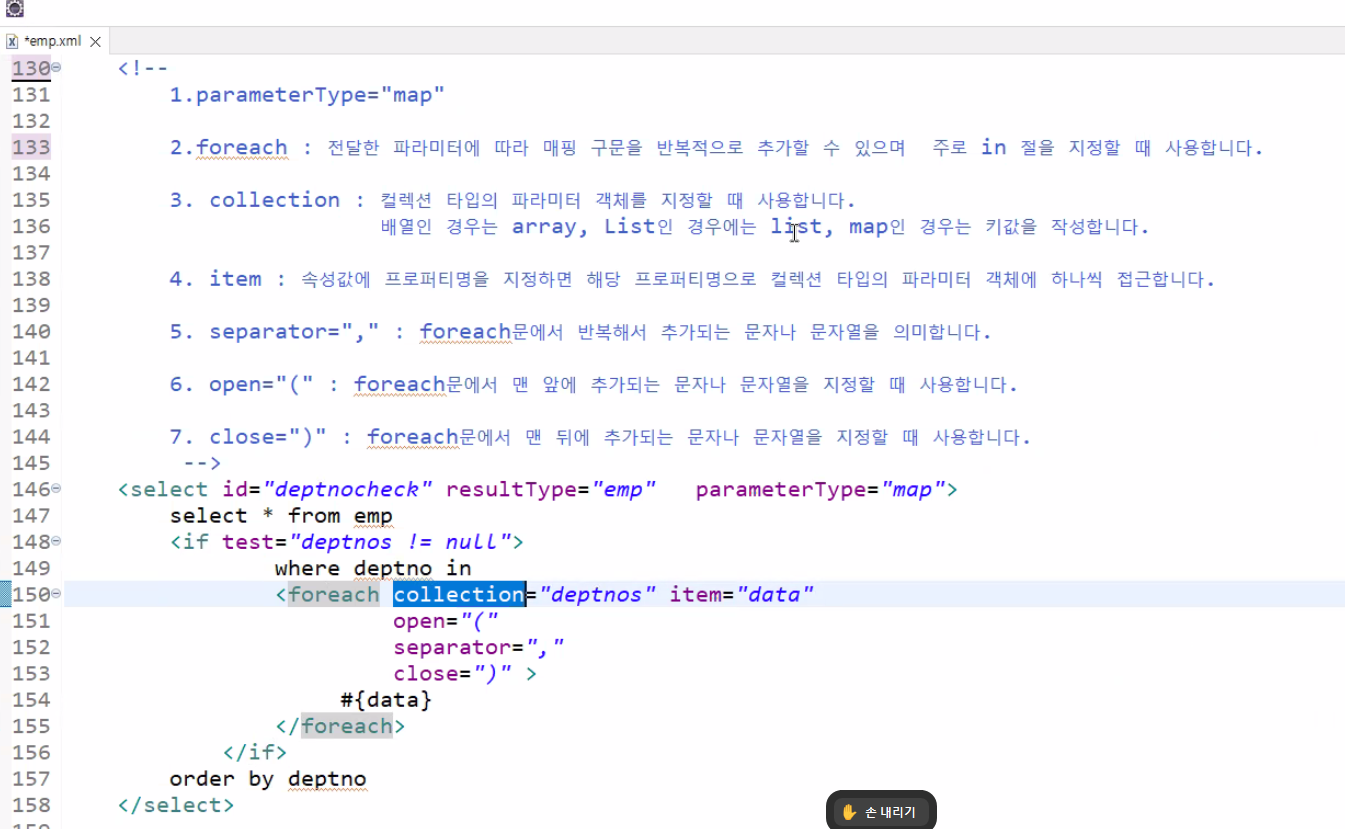 *emp.xml
130 <!--
131 1.parameterType="map"
132
133 2.foreach : 전달한 파라미터에 따라 매핑 구문을 반복적으로 추가할 수 있으며 주로 in 절을 지정할 때 사용합니다.
134
135 3. collection : 컬렉션 타입의 파라미터 객체를 지정할 때 사용합니다.
136 배열인 경우는 array, List인 경우에는 list, map인 경우는 키값을 작성합니다.
137
138 4. item : 속성값에 프로퍼티명을 지정하면 해당 프로퍼티명으로 컬렉션 타입의 파라미터 객체에 하나씩 접근합니다.
139
140 5. separator="," : foreach문에서 반복해서 추가되는 문자나 문자열을 의미합니다.
141
142 6. open="(" : foreach문에서 맨 앞에 추가되는 문자나 문자열을 지정할 때 사용합니다.
143
144 7. close=")" : foreach문에서 맨 뒤에 추가되는 문자나 문자열을 지정할 때 사용합니다.
145 -->
146 <select id="deptnocheck" resultType="emp" parameterType="map">
147 select * from emp
148 <if test="deptnos != null">
149 where deptno in
150 <foreach collection="deptnos" item="data"
151 open="("
152 separator=","
153 close=")" >
154 #{data}
155 </foreach>
156 </if>
157 order by deptno
158 </select>
손 내리기